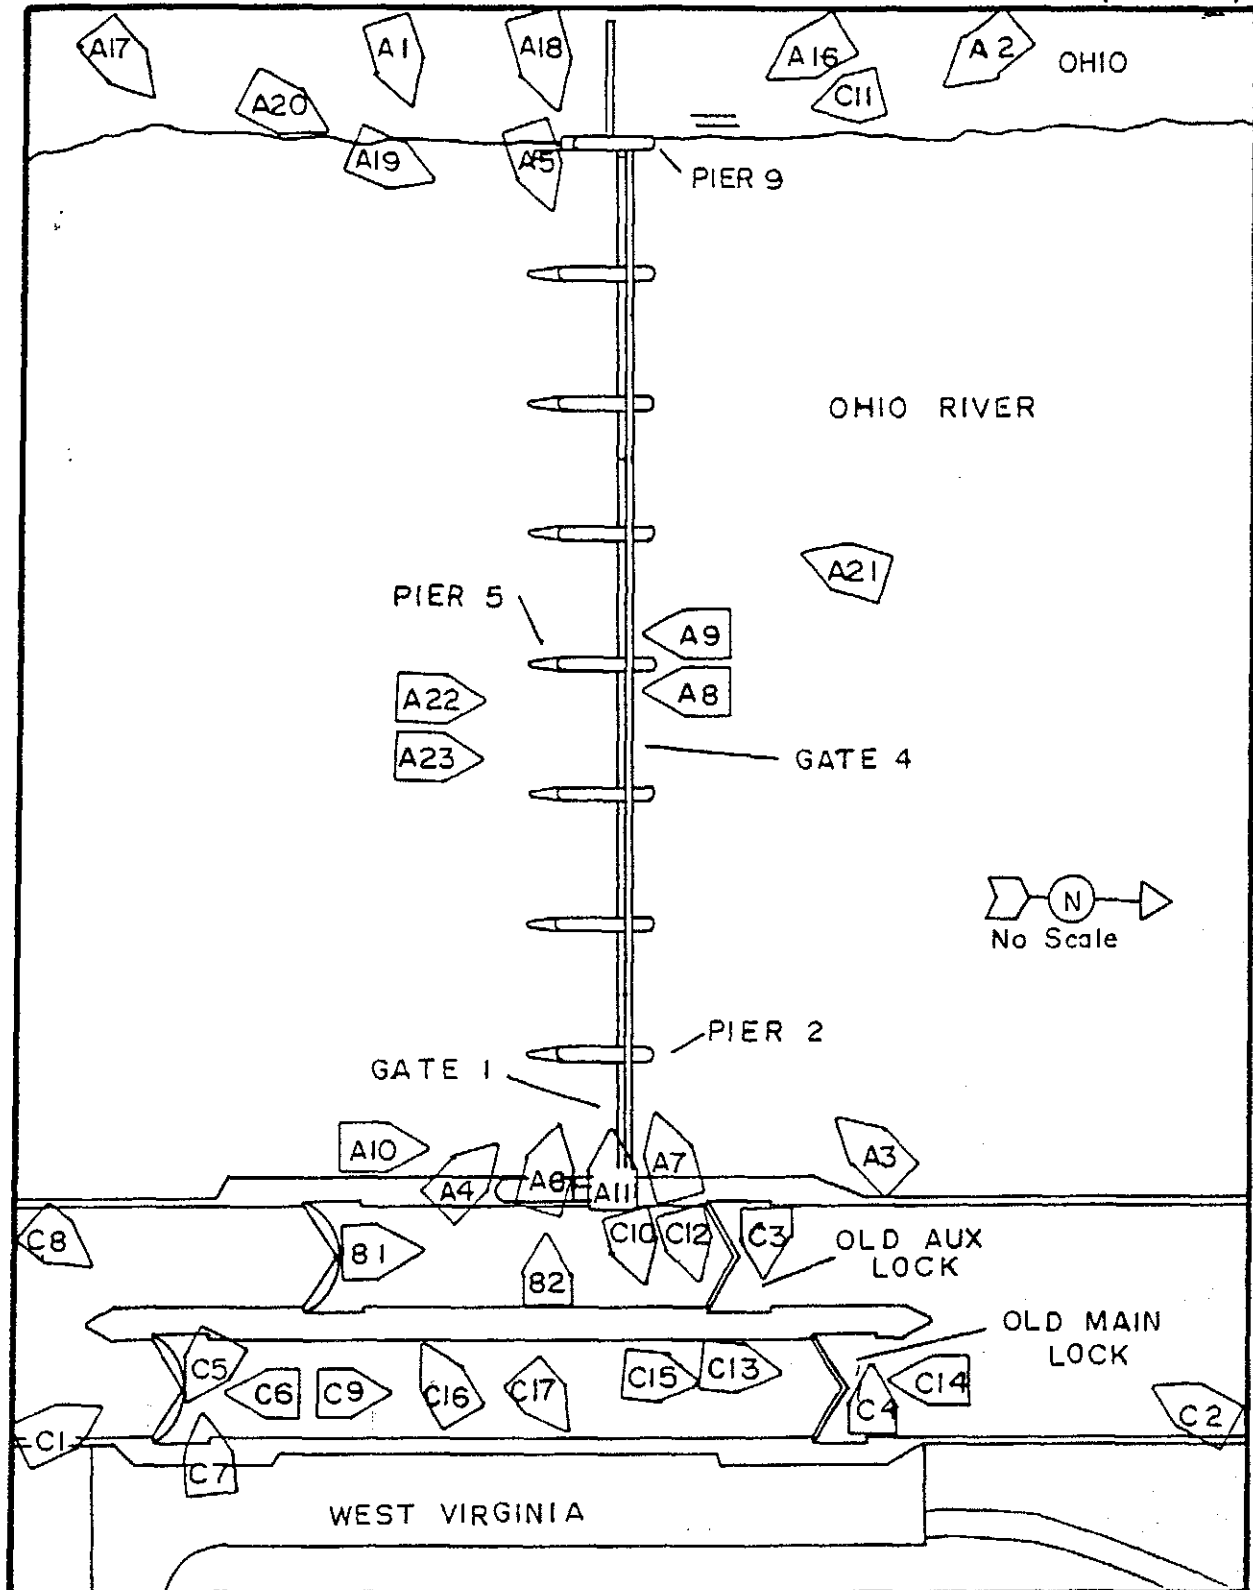 A17
A1
A18
A16
A2
OHIO
A20
C11
A19
A5
PIER 9
OHIO RIVER
A21
PIER 5
A9
A22
A8
A23
GATE 4
N
No Scale
PIER 2
GATE 1
A10
A4
A6
A11
A7
A3
C8
B1
B2
C10
C12
C3
OLD AUX
LOCK
OLD MAIN
LOCK
C5
C6
C9
C16
C17
C15
C13
C4
C14
C2
C1
C7
WEST VIRGINIA